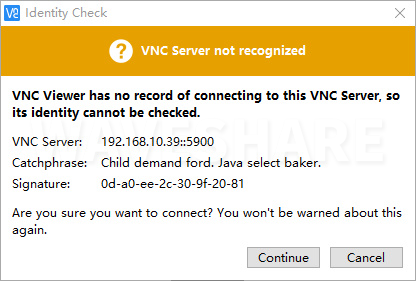 V2 Identity Check
? VNC Server not recognized
VNC Viewer has no record of connecting to this VNC Server, so
its identity cannot be checked.
VNC Server: 192.168.10.39::5900
Catchphrase: Child demand ford. Java select baker.
Signature: 0d-a0-ee-2c-30-9f-20-81
Are you sure you want to connect? You won't be warned about this
again.
Continue Cancel